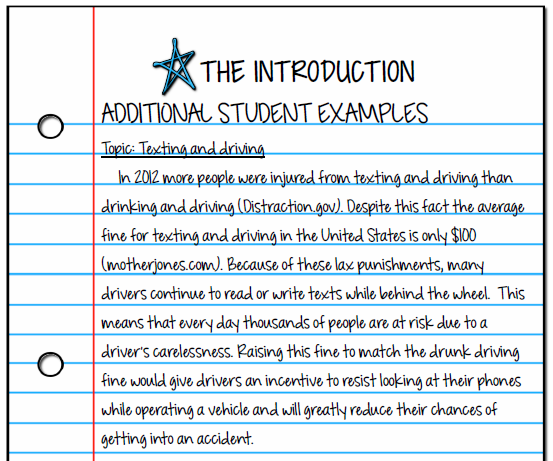 THE INTRODUCTION
ADDITIONAL STUDENT EXAMPLES
Topic: Texting and driving
In 2012 more people were injured from texting and driving than
drinking and driving (Distraction.gov). Despite this fact the average
fine for texting and driving in the United States is only $100
(motherjones.com). Because of these lax punishments, many
drivers continue to read or write texts while behind the wheel. This
means that every day thousands of people are at risk due to a
driver's carelessness. Raising this fine to match the drunk driving
fine would give drivers an incentive to resist looking at their phones
while operating a vehicle and will greatly reduce their chances of
getting into an accident.